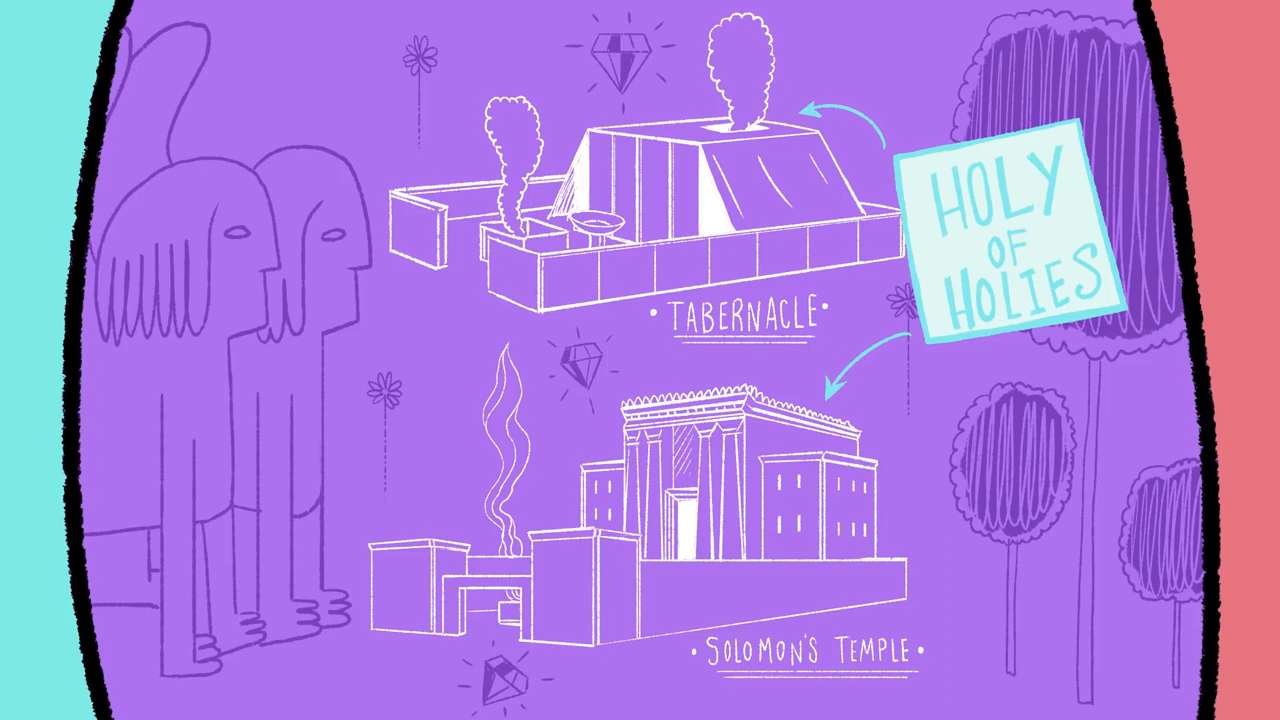 HOLY
OF
HOLIES
• TABERNACLE •
• SOLOMON'S TEMPLE •